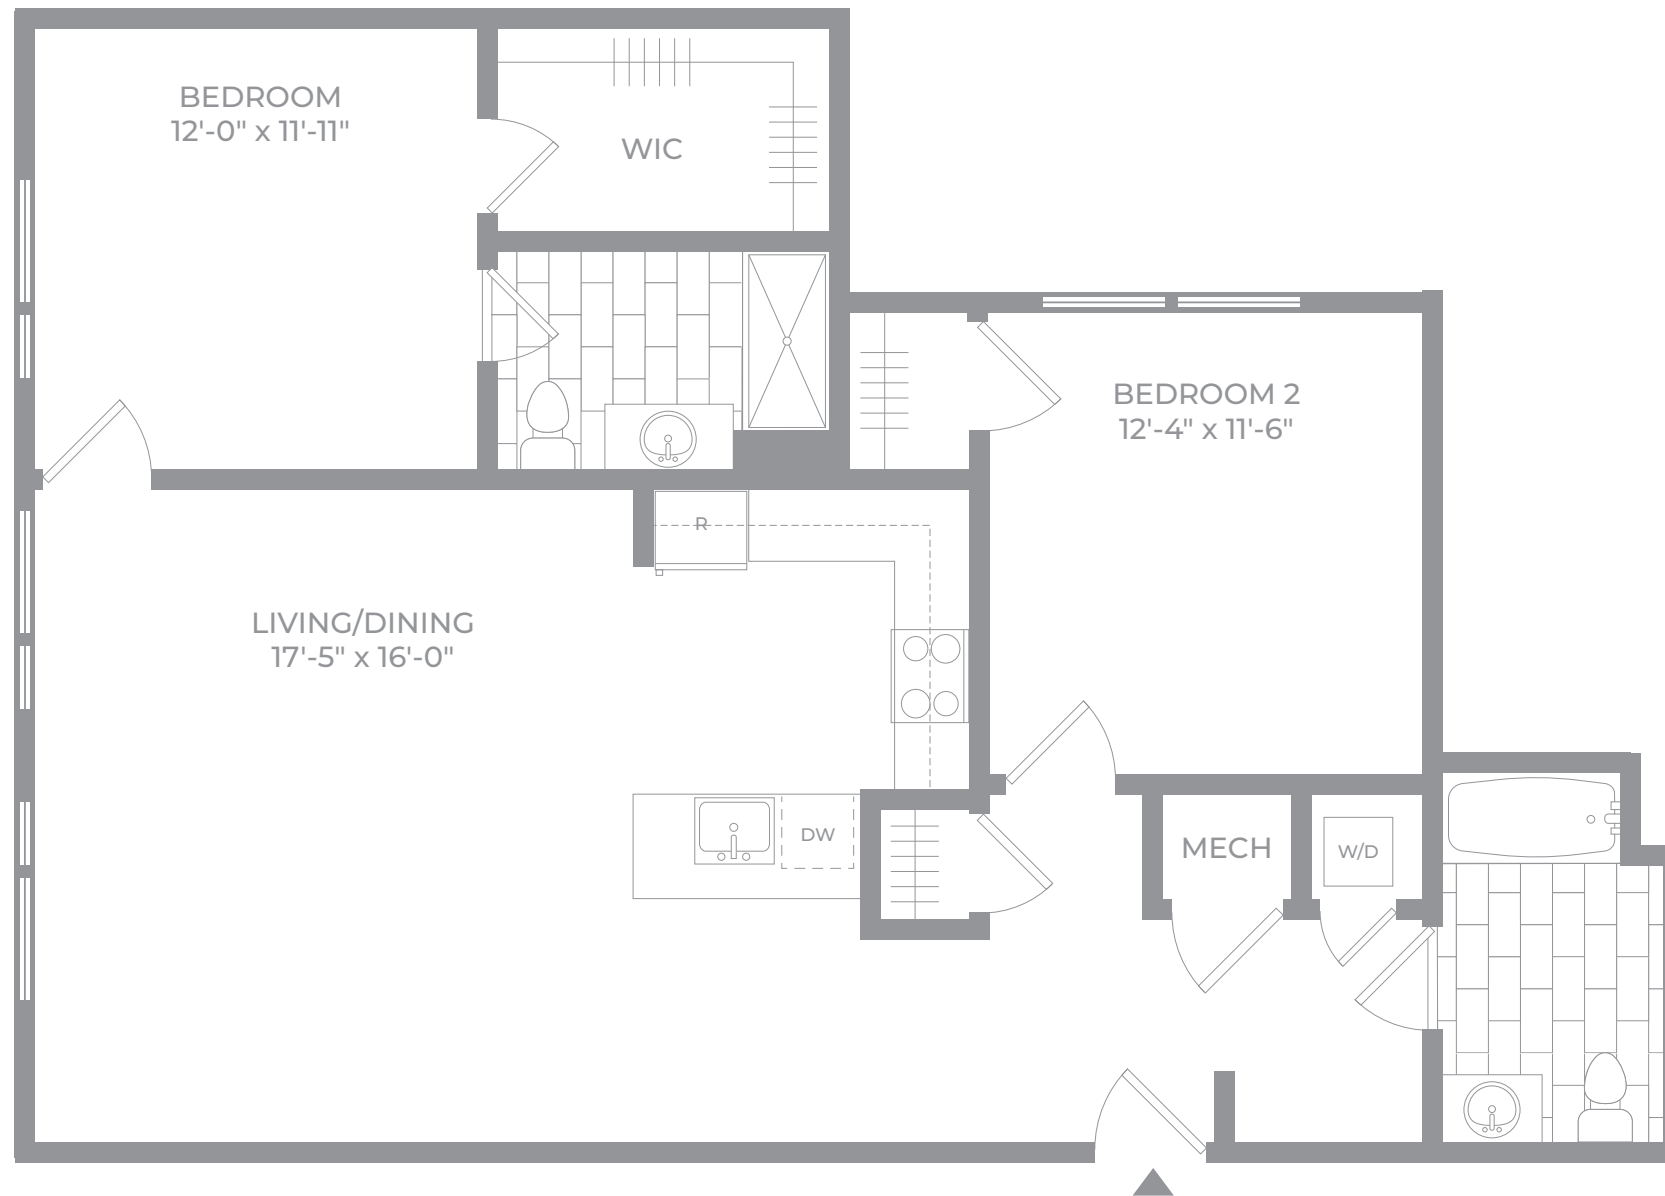 BEDROOM
12'-0" x 11'-11"
WIC
BEDROOM 2
12'-4" x 11'-6"
R
LIVING/DINING
17'-5" x 16'-0"
DW
MECH
W/D